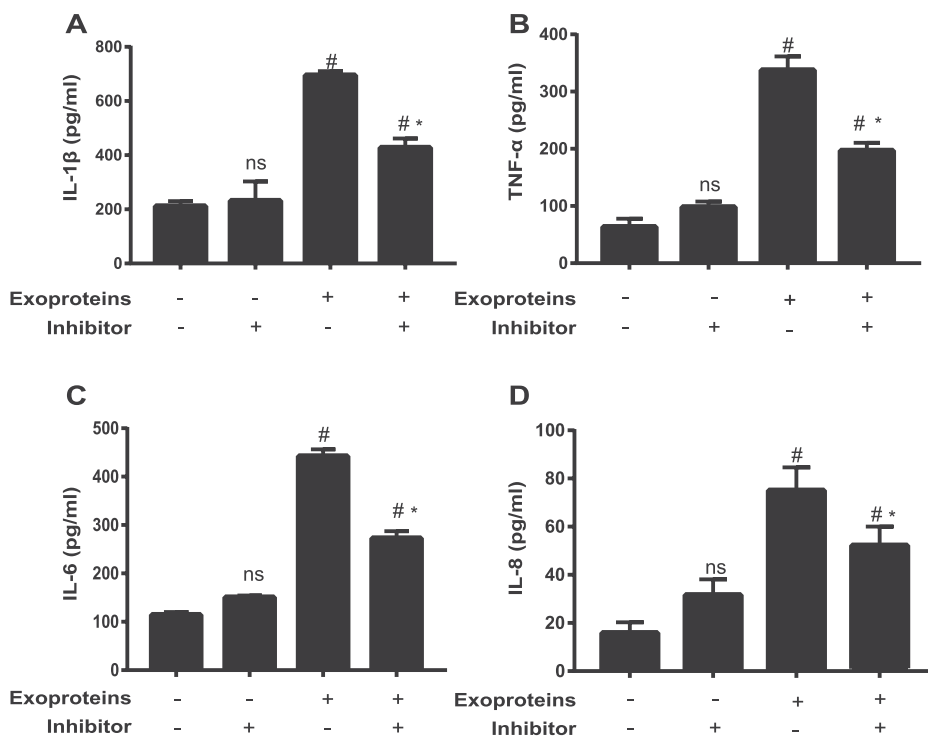 A
IL-1β (pg/ml)
800
600
400
200
0
ns
#
# *
Exoproteins - - + +
Inhibitor - + - +
B
TNF-α (pg/ml)
400
300
200
100
0
ns
#
# *
Exoproteins - - + +
Inhibitor - + - +
C
IL-6 (pg/ml)
500
400
300
200
100
0
ns
#
# *
Exoproteins - - + +
Inhibitor - + - +
D
IL-8 (pg/ml)
100
80
60
40
20
0
ns
#
# *
Exoproteins - - + +
Inhibitor - + - +